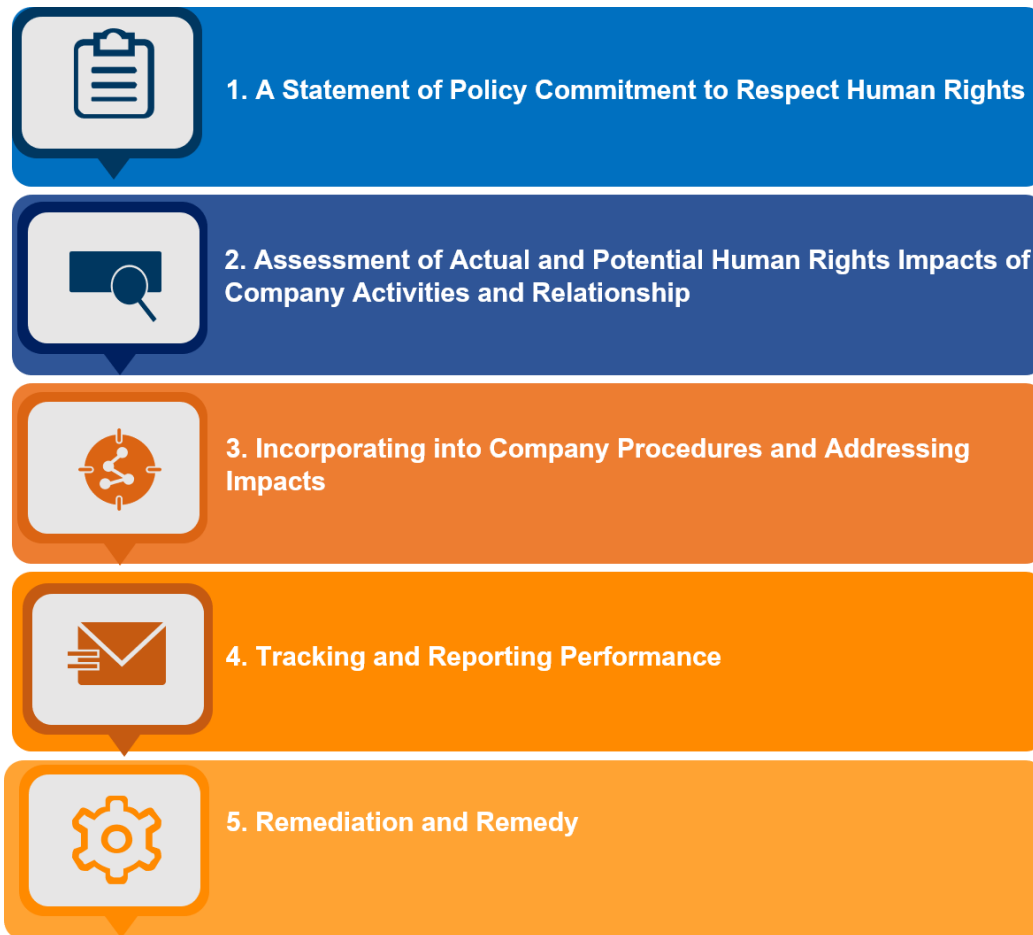 1. A Statement of Policy Commitment to Respect Human Rights
2. Assessment of Actual and Potential Human Rights Impacts of
Company Activities and Relationship
3. Incorporating into Company Procedures and Addressing
Impacts
4. Tracking and Reporting Performance
5. Remediation and Remedy